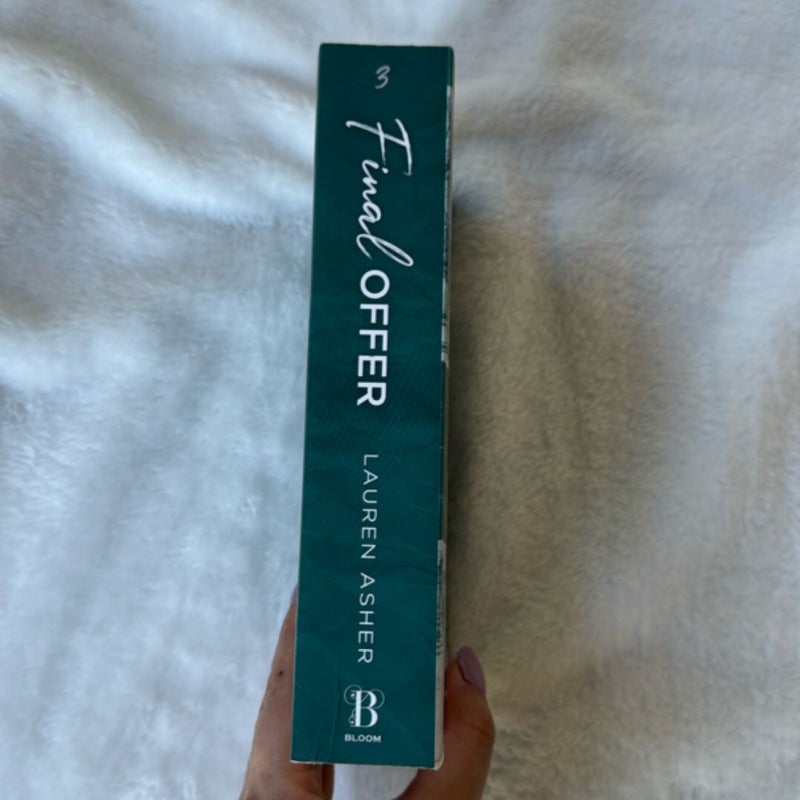 3
Final OFFER
LAUREN ASHER
B
BLOOM